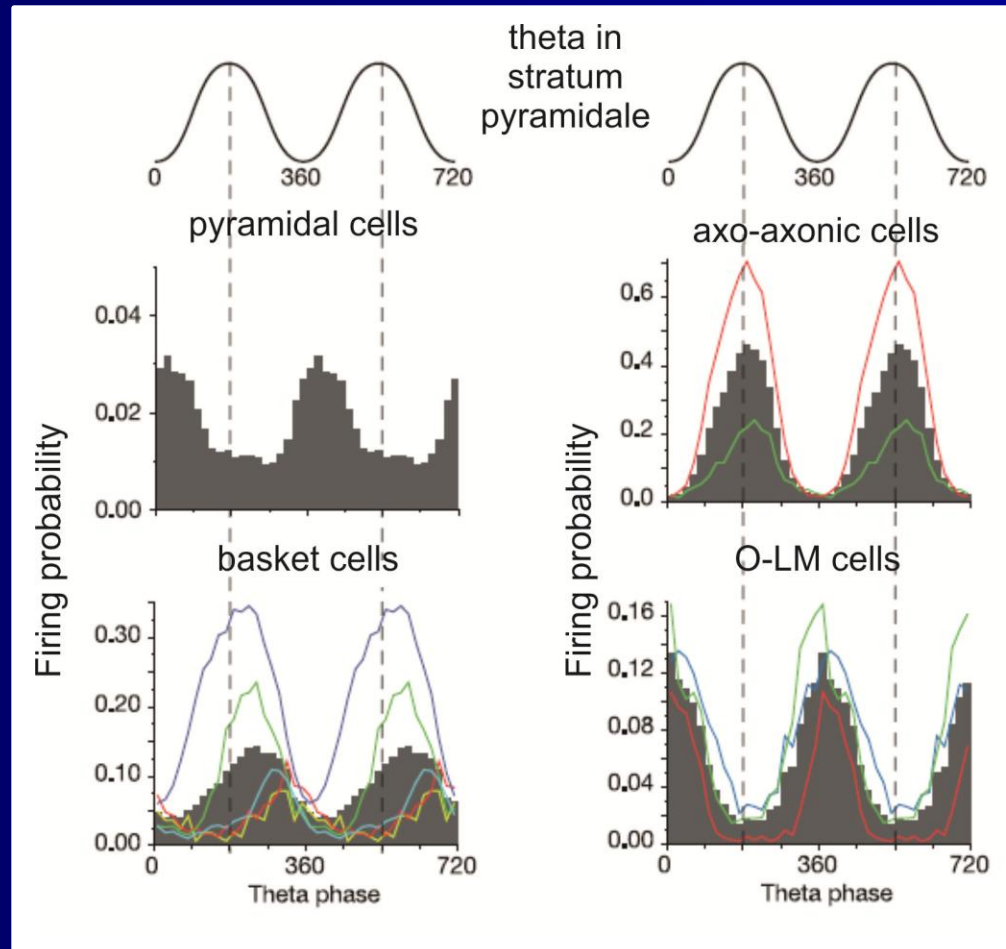 theta in
stratum
pyramidale
0 360 720
0 360 720
pyramidal cells
0.04
0.02
0.00
axo-axonic cells
0.6
0.4
0.2
0.0
Firing probability
Firing probability
basket cells
0.30
0.20
0.10
0.00
0 360 720
Theta phase
O-LM cells
0.16
0.12
0.08
0.04
0.00
0 360 720
Theta phase